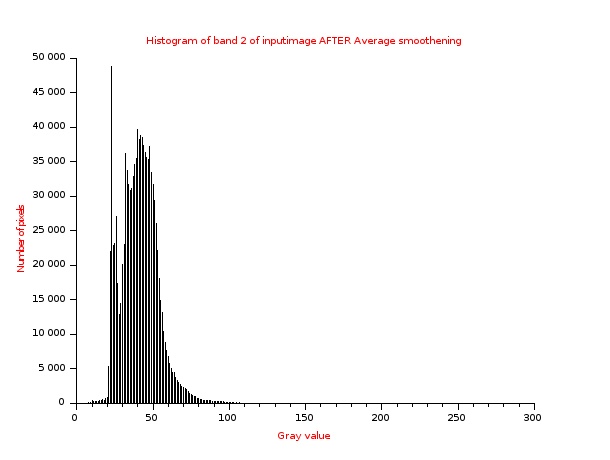 Histogram of band 2 of inputimage AFTER Average smoothening
50 000
45 000
40 000
35 000
30 000
25 000
20 000
15 000
10 000
5 000
0
Number of pixels
0 50 100 150 200 250 300
Gray value